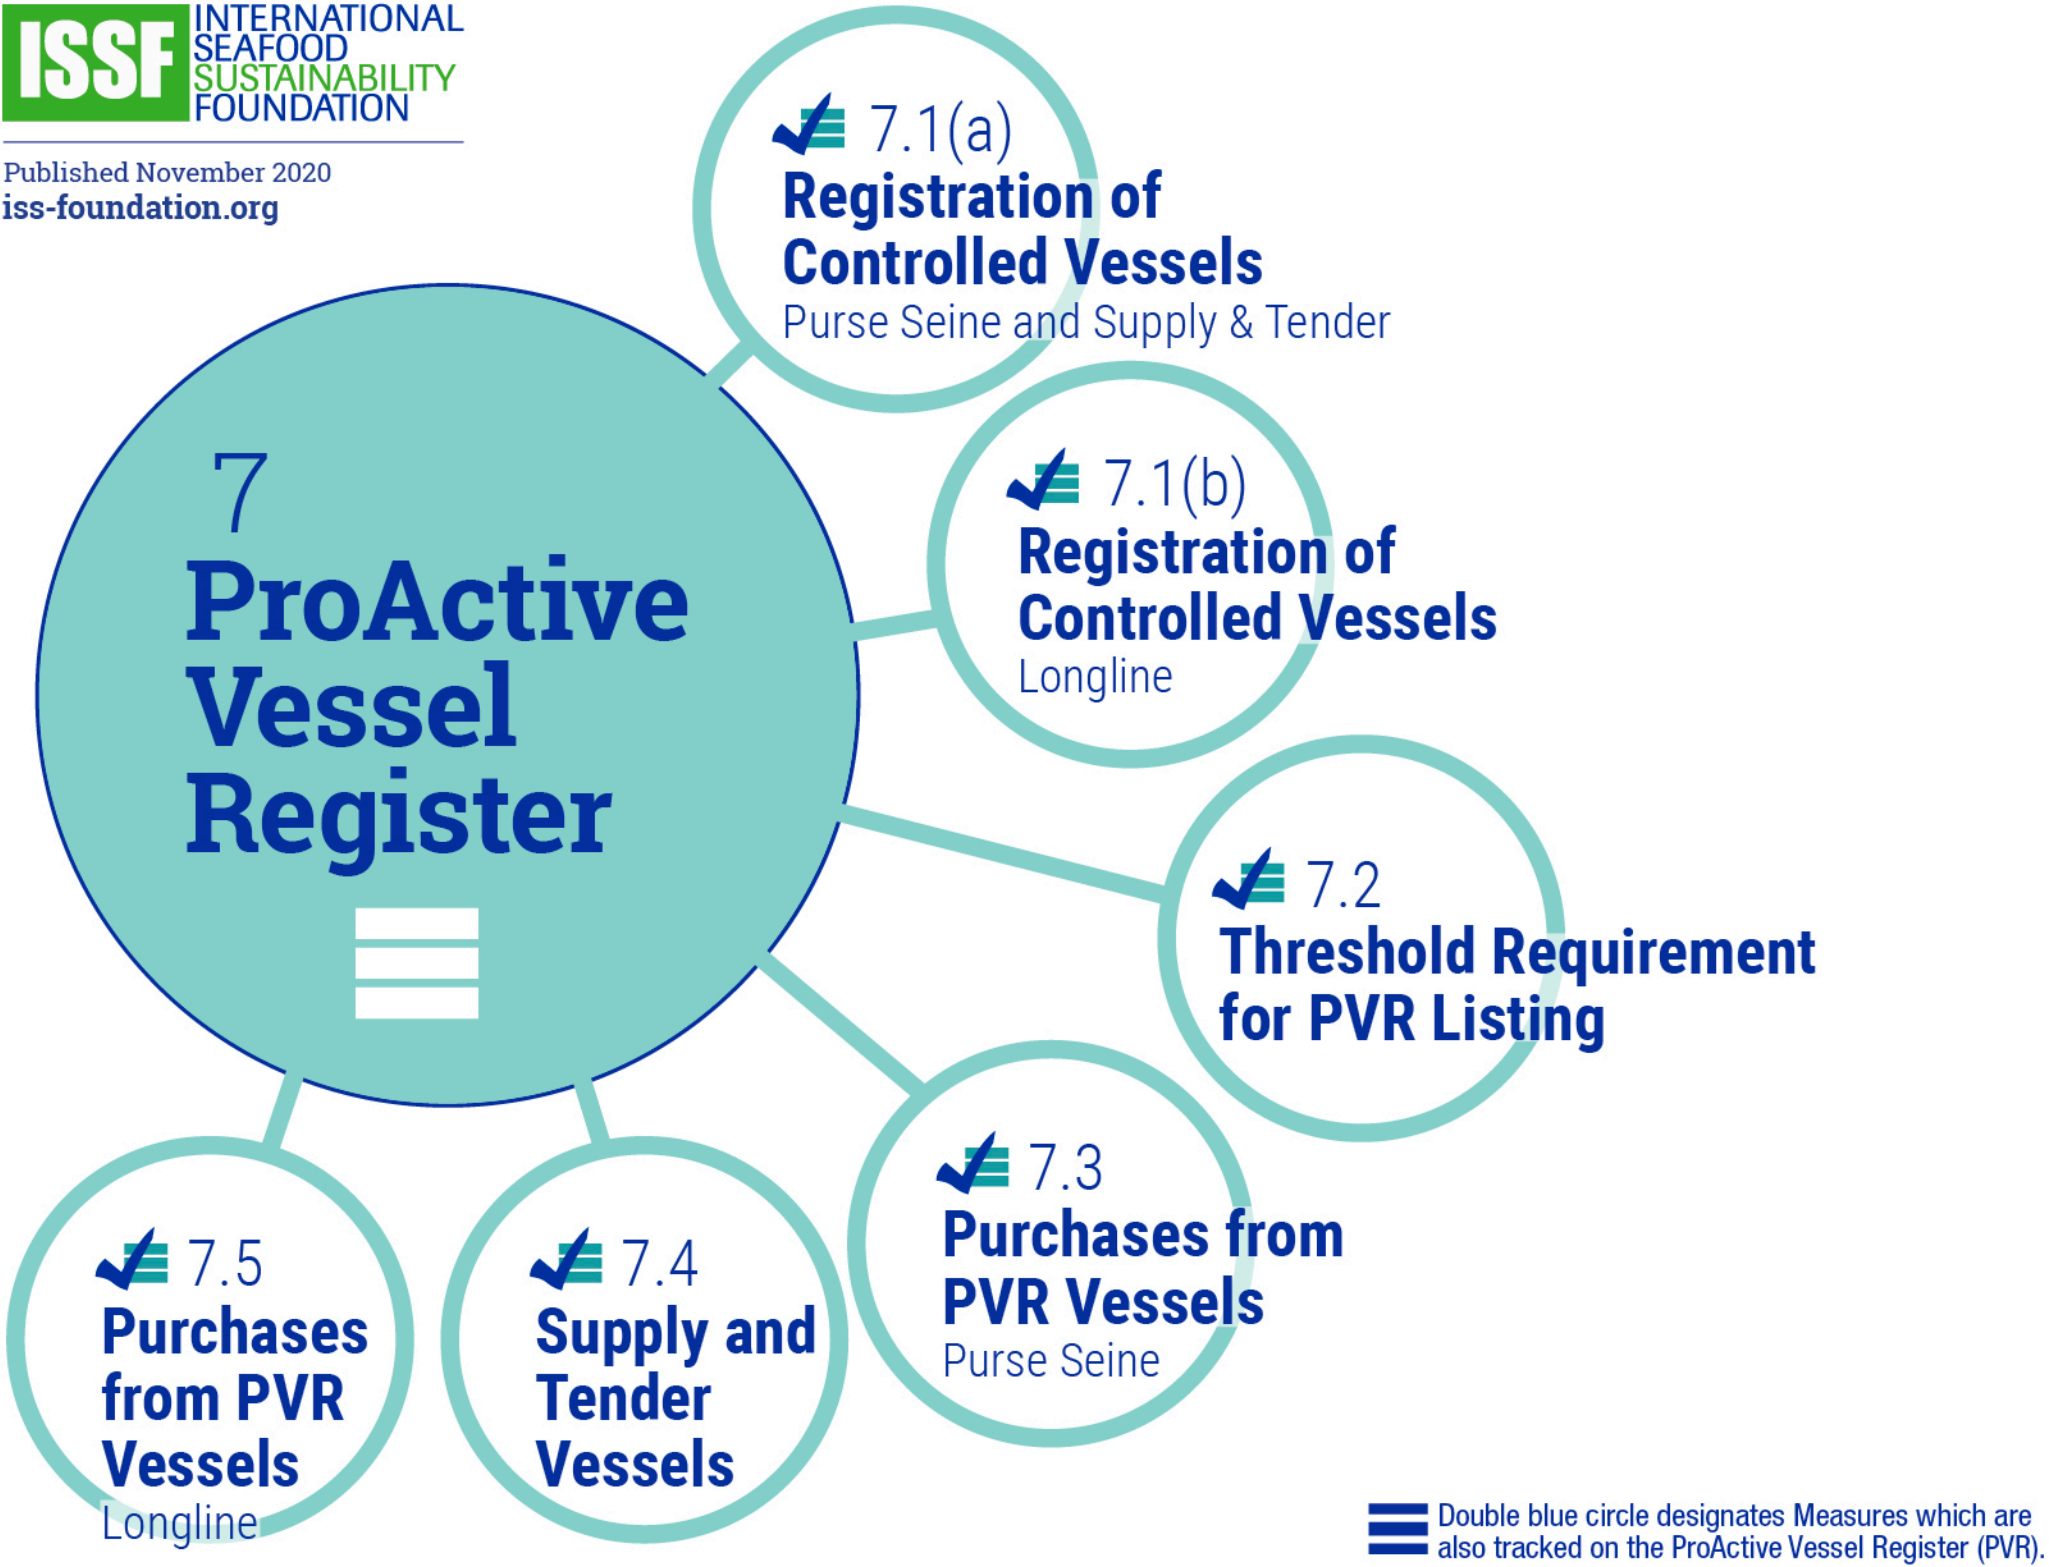 ISSF
INTERNATIONAL
SEAFOOD
SUSTAINABILITY
FOUNDATION
Published November 2020
iss-foundation.org
7
ProActive
Vessel
Register
7.1(a)
Registration of
Controlled Vessels
Purse Seine and Supply & Tender
7.1(b)
Registration of
Controlled Vessels
Longline
7.2
Threshold Requirement
for PVR Listing
7.3
Purchases from
PVR Vessels
Purse Seine
7.4
Supply and
Tender
Vessels
7.5
Purchases
from PVR
Vessels
Longline
Double blue circle designates Measures which are
also tracked on the ProActive Vessel Register (PVR).